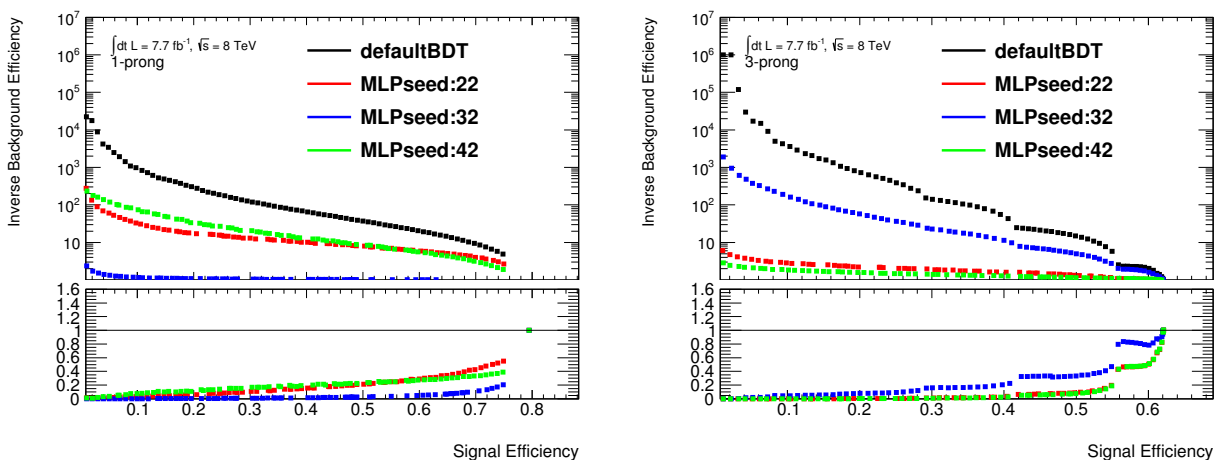 Inverse Background Efficiency
10^7
10^6
10^5
10^4
10^3
10^2
10
∫dt L = 7.7 fb^-1, √s = 8 TeV
1-prong
defaultBDT
MLPseed:22
MLPseed:32
MLPseed:42
1.6
1.4
1.2
1
0.8
0.6
0.4
0.2
0
0.1 0.2 0.3 0.4 0.5 0.6 0.7 0.8
Signal Efficiency
Inverse Background Efficiency
10^7
10^6
10^5
10^4
10^3
10^2
10
∫dt L = 7.7 fb^-1, √s = 8 TeV
3-prong
defaultBDT
MLPseed:22
MLPseed:32
MLPseed:42
1.6
1.4
1.2
1
0.8
0.6
0.4
0.2
0
0.1 0.2 0.3 0.4 0.5 0.6
Signal Efficiency